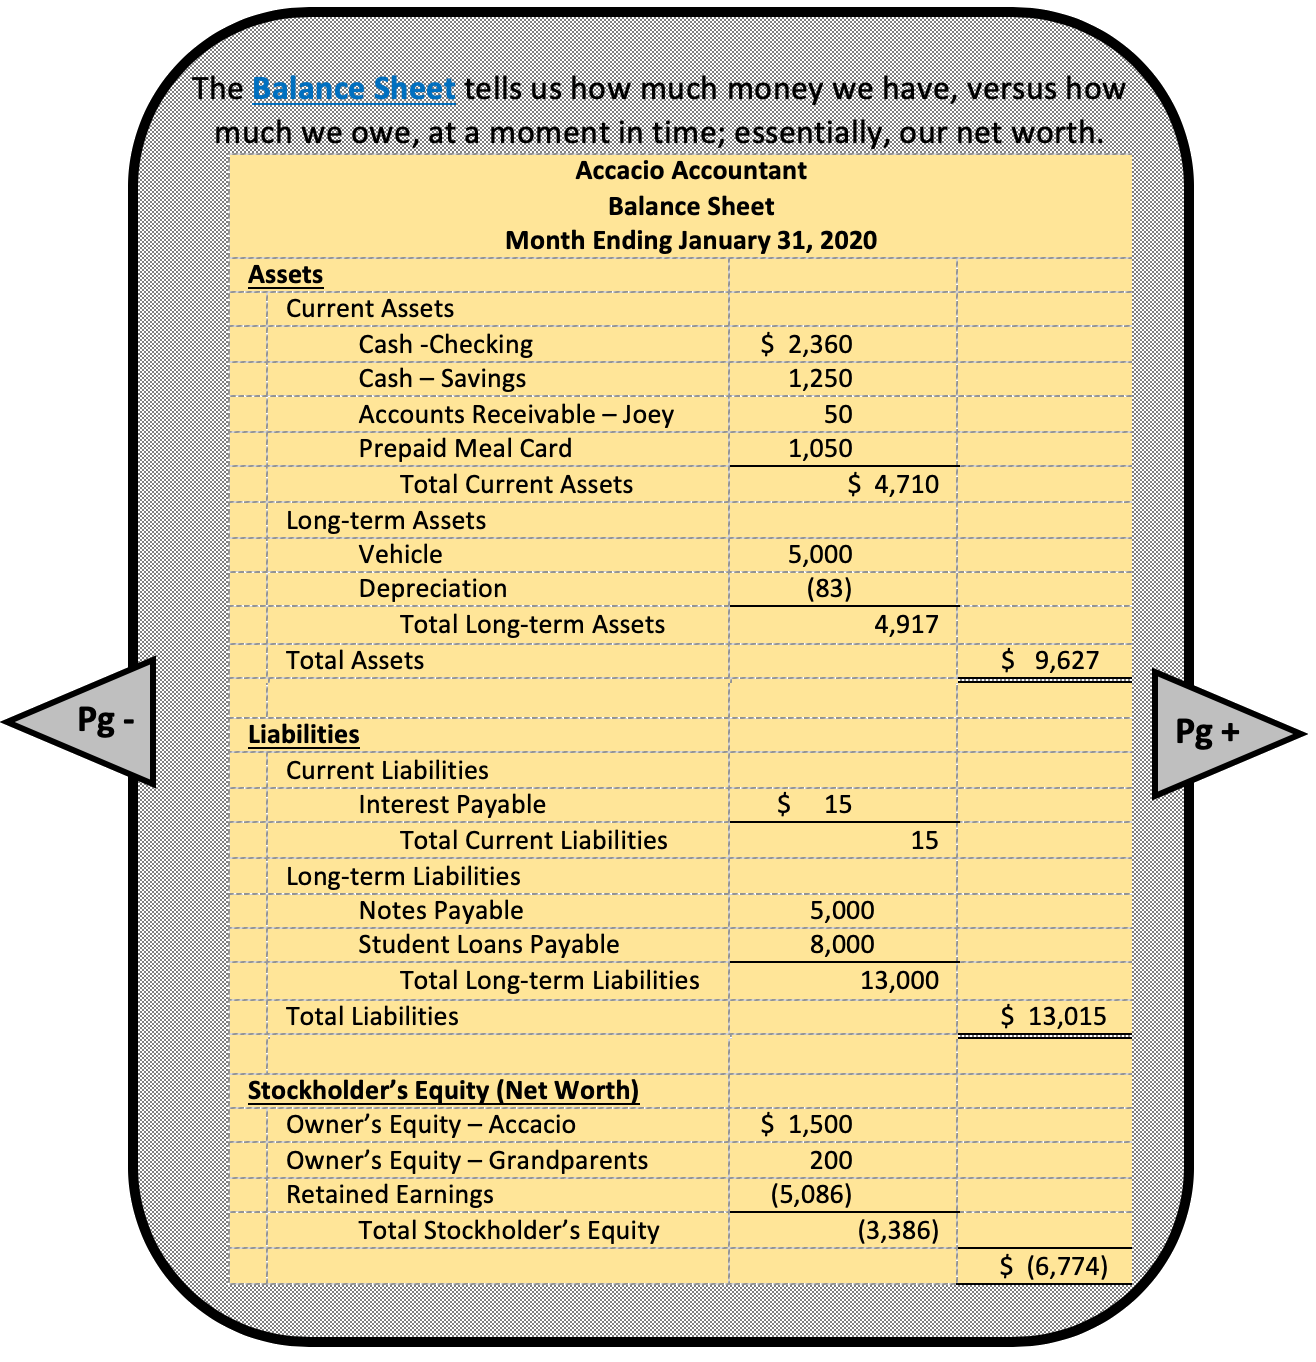 The Balance Sheet tells us how much money we have, versus how
much we owe, at a moment in time; essentially, our net worth.
Accacio Accountant
Balance Sheet
Month Ending January 31, 2020
Assets
Current Assets
Cash -Checking $ 2,360
Cash – Savings 1,250
Accounts Receivable – Joey 50
Prepaid Meal Card 1,050
Total Current Assets $ 4,710
Long-term Assets
Vehicle 5,000
Depreciation (83)
Total Long-term Assets 4,917
Total Assets $ 9,627
Pg -
Pg +
Liabilities
Current Liabilities
Interest Payable $ 15
Total Current Liabilities 15
Long-term Liabilities
Notes Payable 5,000
Student Loans Payable 8,000
Total Long-term Liabilities 13,000
Total Liabilities $ 13,015
Stockholder’s Equity (Net Worth)
Owner’s Equity – Accacio $ 1,500
Owner’s Equity – Grandparents 200
Retained Earnings (5,086)
Total Stockholder’s Equity (3,386)
$ (6,774)